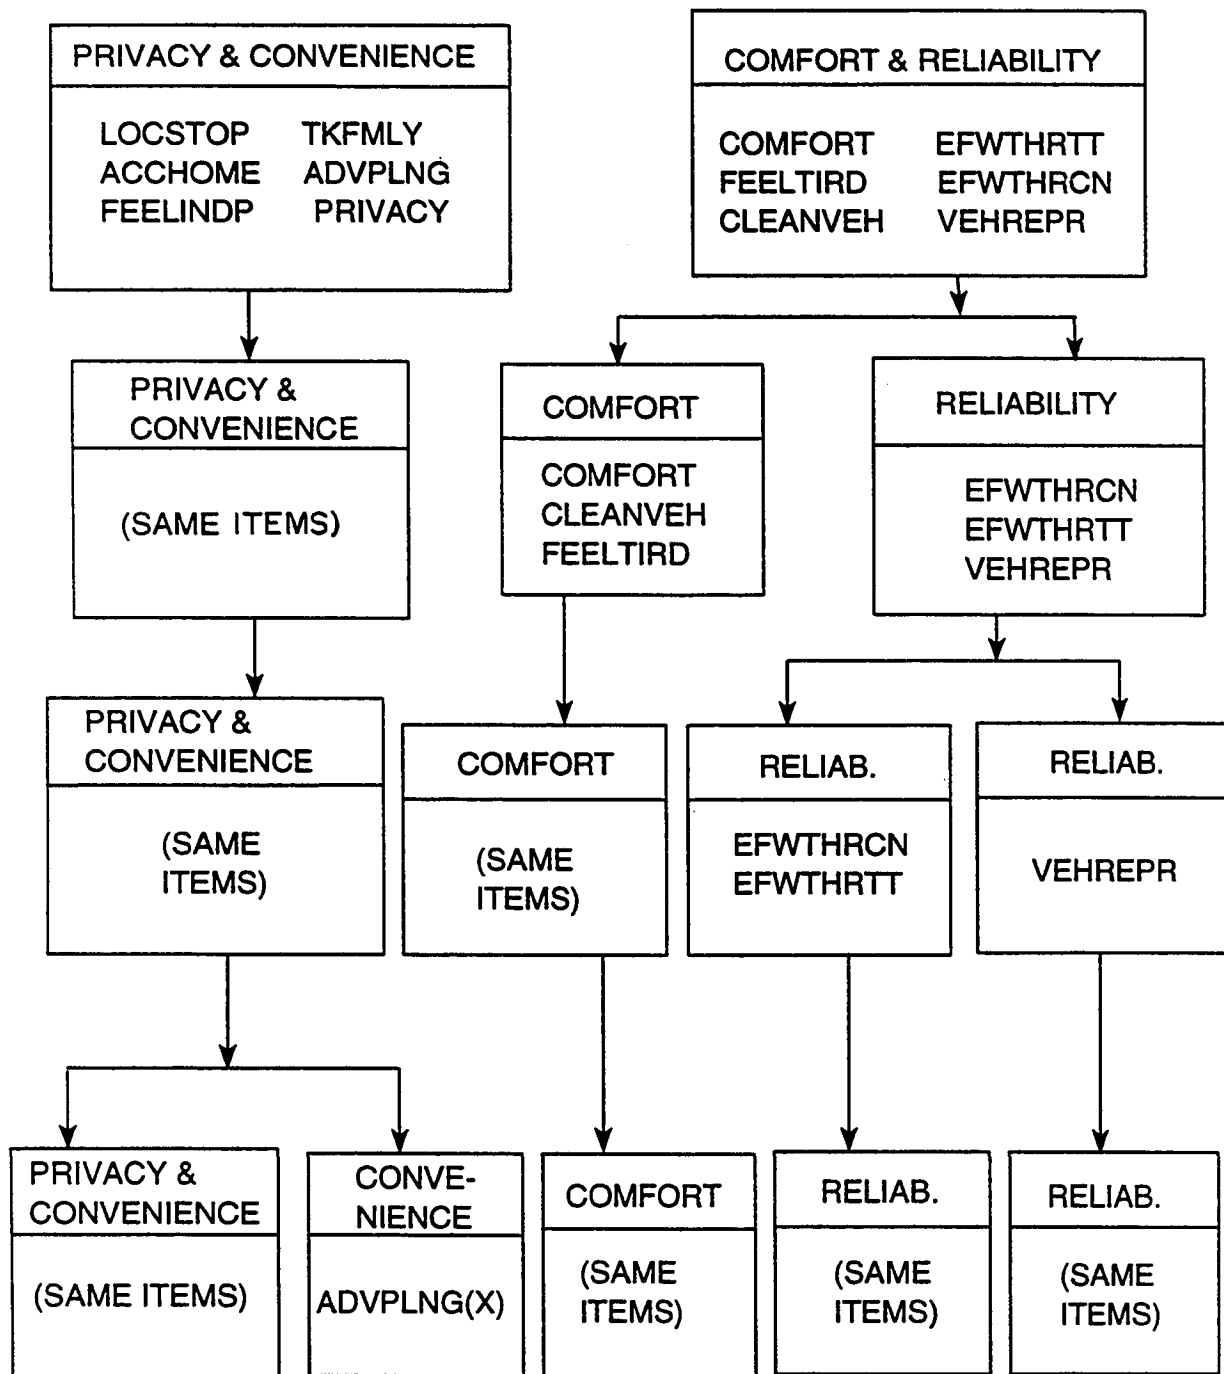 PRIVACY & CONVENIENCE
LOCSTOP TKFMLY
ACCHOME ADVPLNG
FEELINDP PRIVACY
COMFORT & RELIABILITY
COMFORT EFWTHRTT
FEELTIRD EFWTHRCN
CLEANVEH VEHREPR
PRIVACY &
CONVENIENCE
(SAME ITEMS)
COMFORT
COMFORT
CLEANVEH
FEELTIRD
RELIABILITY
EFWTHRCN
EFWTHRTT
VEHREPR
PRIVACY &
CONVENIENCE
(SAME
ITEMS)
COMFORT
(SAME
ITEMS)
RELIAB.
EFWTHRCN
EFWTHRTT
RELIAB.
VEHREPR
PRIVACY &
CONVENIENCE
(SAME ITEMS)
CONVE-
NIENCE
ADVPLNG(X)
COMFORT
(SAME
ITEMS)
RELIAB.
(SAME
ITEMS)
RELIAB.
(SAME
ITEMS)